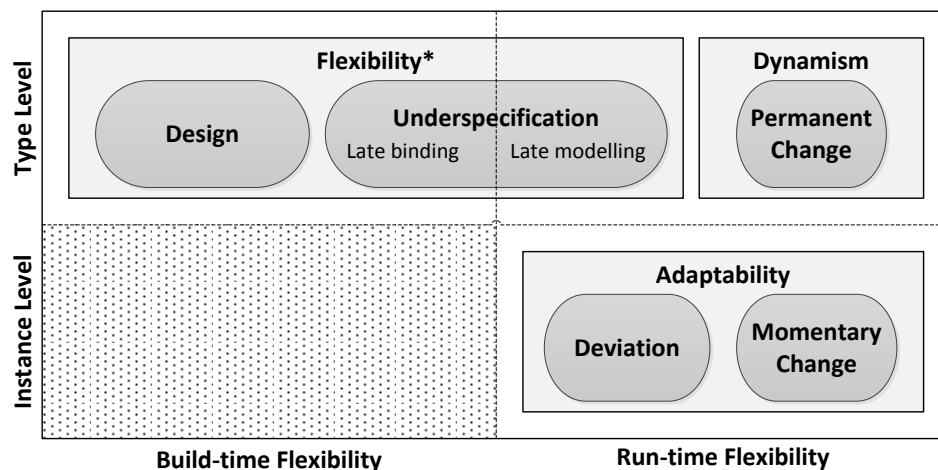 Type Level
Flexibility*
Design
Underspecification
Late binding Late modelling
Dynamism
Permanent
Change
Instance Level
Adaptability
Deviation
Momentary
Change
Build-time Flexibility
Run-time Flexibility